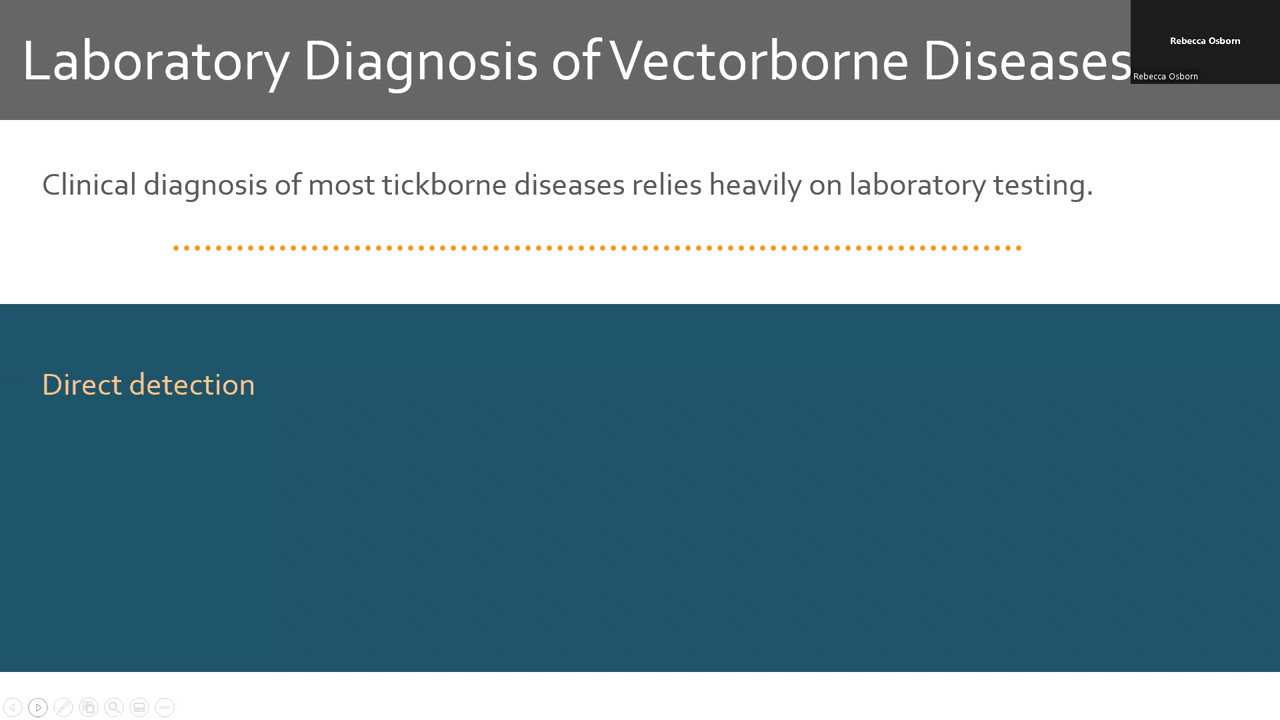 Laboratory Diagnosis of Vectorborne Diseases
Rebecca Osborn
Rebecca Osborn
Clinical diagnosis of most tickborne diseases relies heavily on laboratory testing.
Direct detection